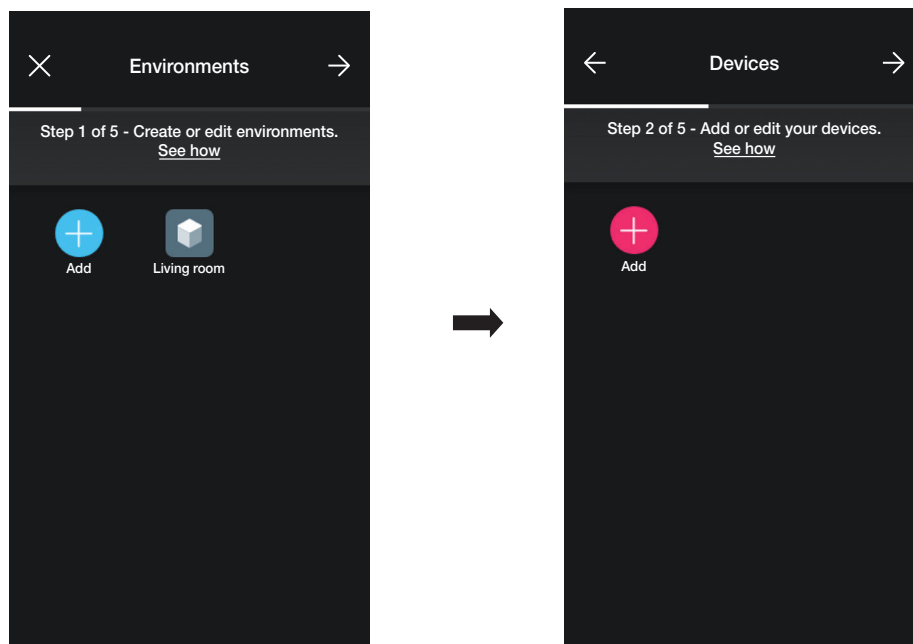 Environments
Step 1 of 5 - Create or edit environments.
See how
Add
Living room
Devices
Step 2 of 5 - Add or edit your devices.
See how
Add